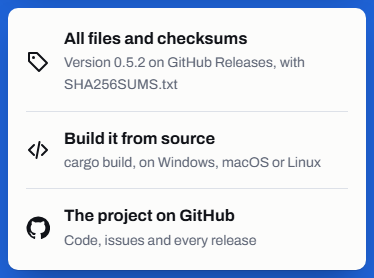 All files and checksums
Version 0.5.2 on GitHub Releases, with
SHA256SUMS.txt
Build it from source
cargo build, on Windows, macOS or Linux
The project on GitHub
Code, issues and every release